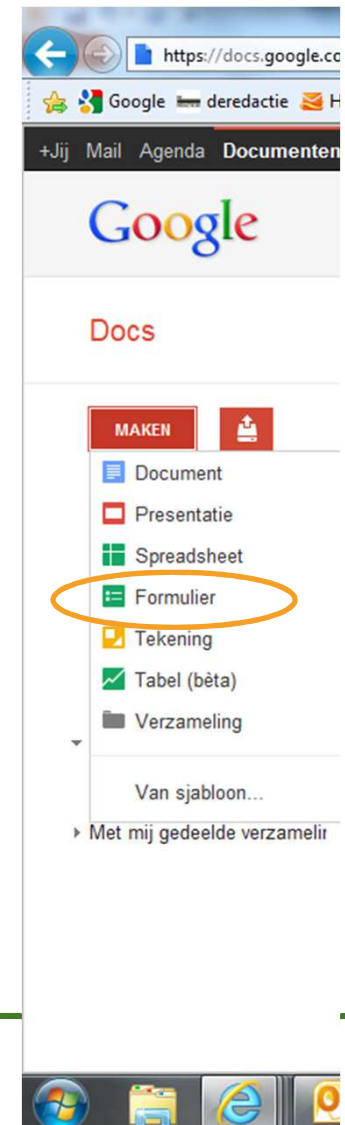 https://docs.google.co
Google deredactie H
+Jij Mail Agenda Documenten
Google
Docs
MAKEN
Document
Presentatie
Spreadsheet
Formulier
Tekening
Tabel (bèta)
Verzameling
Van sjabloon...
Met mij gedeelde verzamelin